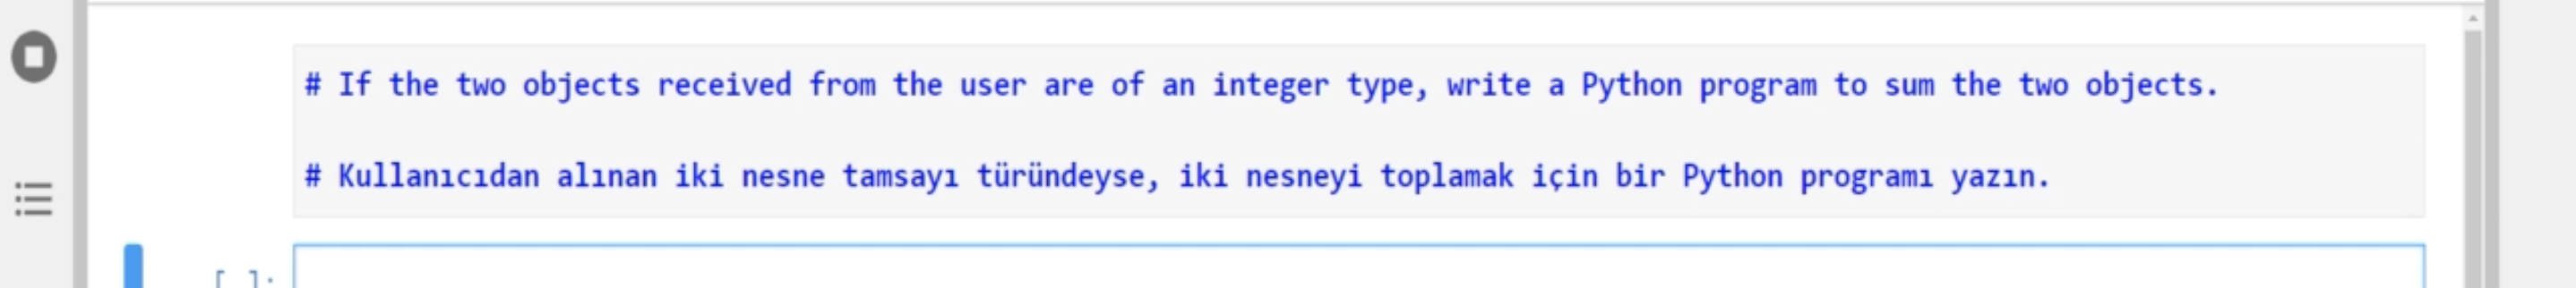 # If the two objects received from the user are of an integer type, write a Python program to sum the two objects.
# Kullanıcıdan alınan iki nesne tamsayı türündeyse, iki nesneyi toplamak için bir Python programı yazın.
[ ]: